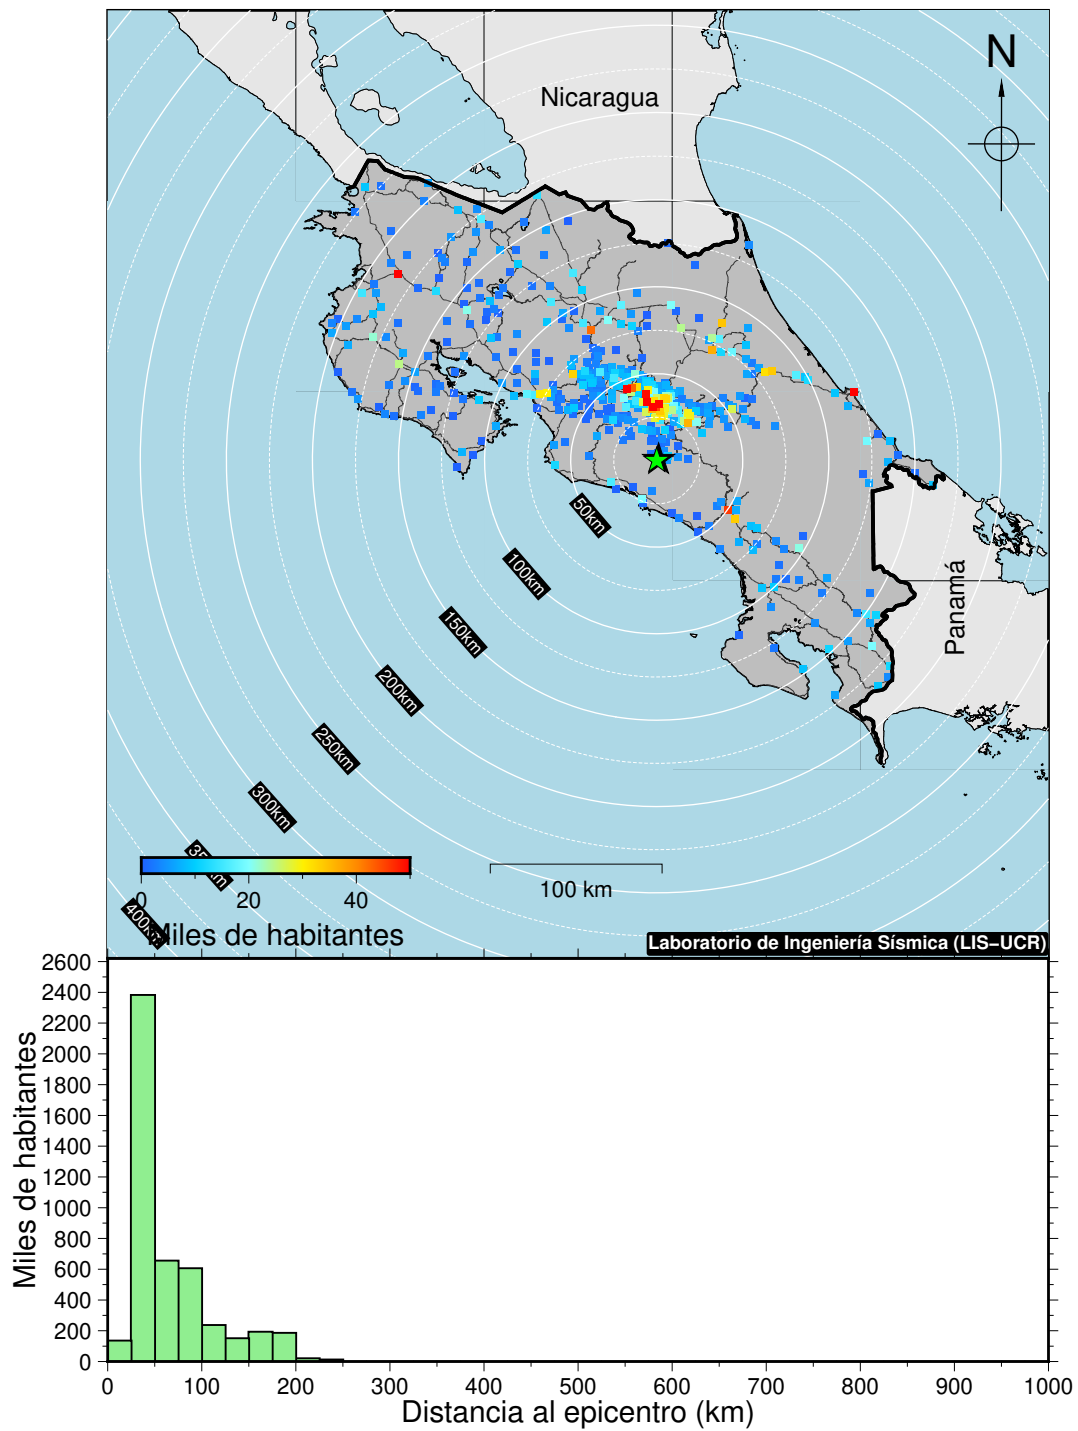 N
Nicaragua
Panamá
50km
100km
150km
200km
250km
300km
400km
0 20 40
Miles de habitantes
100 km
Laboratorio de Ingeniería Sísmica (LIS-UCR)
Miles de habitantes
2600
2400
2200
2000
1800
1600
1400
1200
1000
800
600
400
200
0
0 100 200 300 400 500 600 700 800 900 1000
Distancia al epicentro (km)